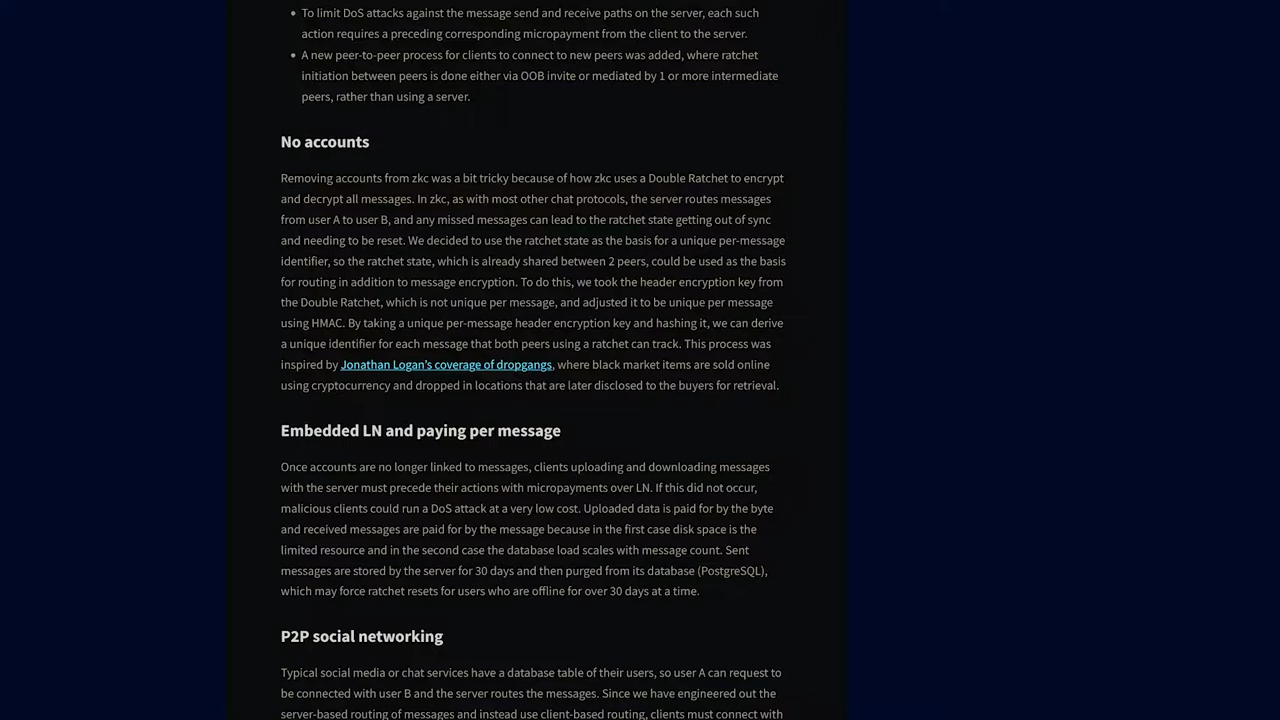 • To limit DoS attacks against the message send and receive paths on the server, each such
action requires a preceding corresponding micropayment from the client to the server.
• A new peer-to-peer process for clients to connect to new peers was added, where ratchet
initiation between peers is done either via OOB invite or mediated by 1 or more intermediate
peers, rather than using a server.
No accounts
Removing accounts from zkc was a bit tricky because of how zkc uses a Double Ratchet to encrypt
and decrypt all messages. In zkc, as with most other chat protocols, the server routes messages
from user A to user B, and any missed messages can lead to the ratchet state getting out of sync
and needing to be reset. We decided to use the ratchet state as the basis for a unique per-message
identifier, so the ratchet state, which is already shared between 2 peers, could be used as the basis
for routing in addition to message encryption. To do this, we took the header encryption key from
the Double Ratchet, which is not unique per message, and adjusted it to be unique per message
using HMAC. By taking a unique per-message header encryption key and hashing it, we can derive
a unique identifier for each message that both peers using a ratchet can track. This process was
inspired by Jonathan Logan's coverage of dropgangs, where black market items are sold online
using cryptocurrency and dropped in locations that are later disclosed to the buyers for retrieval.
Embedded LN and paying per message
Once accounts are no longer linked to messages, clients uploading and downloading messages
with the server must precede their actions with micropayments over LN. If this did not occur,
malicious clients could run a DoS attack at a very low cost. Uploaded data is paid for by the byte
and received messages are paid for by the message because in the first case disk space is the
limited resource and in the second case the database load scales with message count. Sent
messages are stored by the server for 30 days and then purged from its database (PostgreSQL),
which may force ratchet resets for users who are offline for over 30 days at a time.
P2P social networking
Typical social media or chat services have a database table of their users, so user A can request to
be connected with user B and the server routes the messages. Since we have engineered out the
server-based routing of messages and instead use client-based routing, clients must connect with